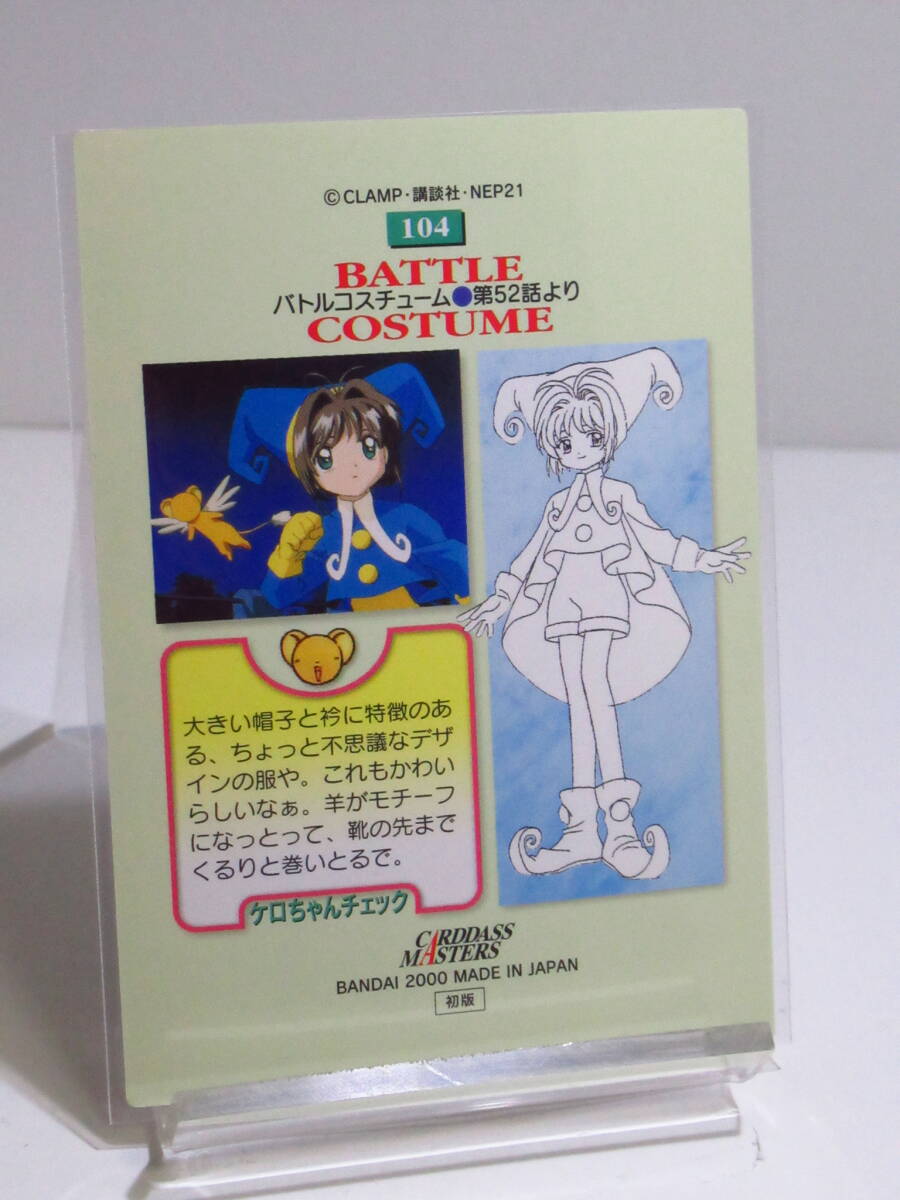 ©CLAMP・講談社・NEP21
104
BATTLE
バトルコスチューム●第52話より
COSTUME
大きい帽子と衿に特徴のあ
る、ちょっと不思議なデザ
インの服や。これもかわい
らしいなぁ。羊がモチーフ
になっとって、靴の先まで
くるりと巻いとるで。
ケロちゃんチェック
CARDDASS
MASTERS
BANDAI 2000 MADE IN JAPAN
初版